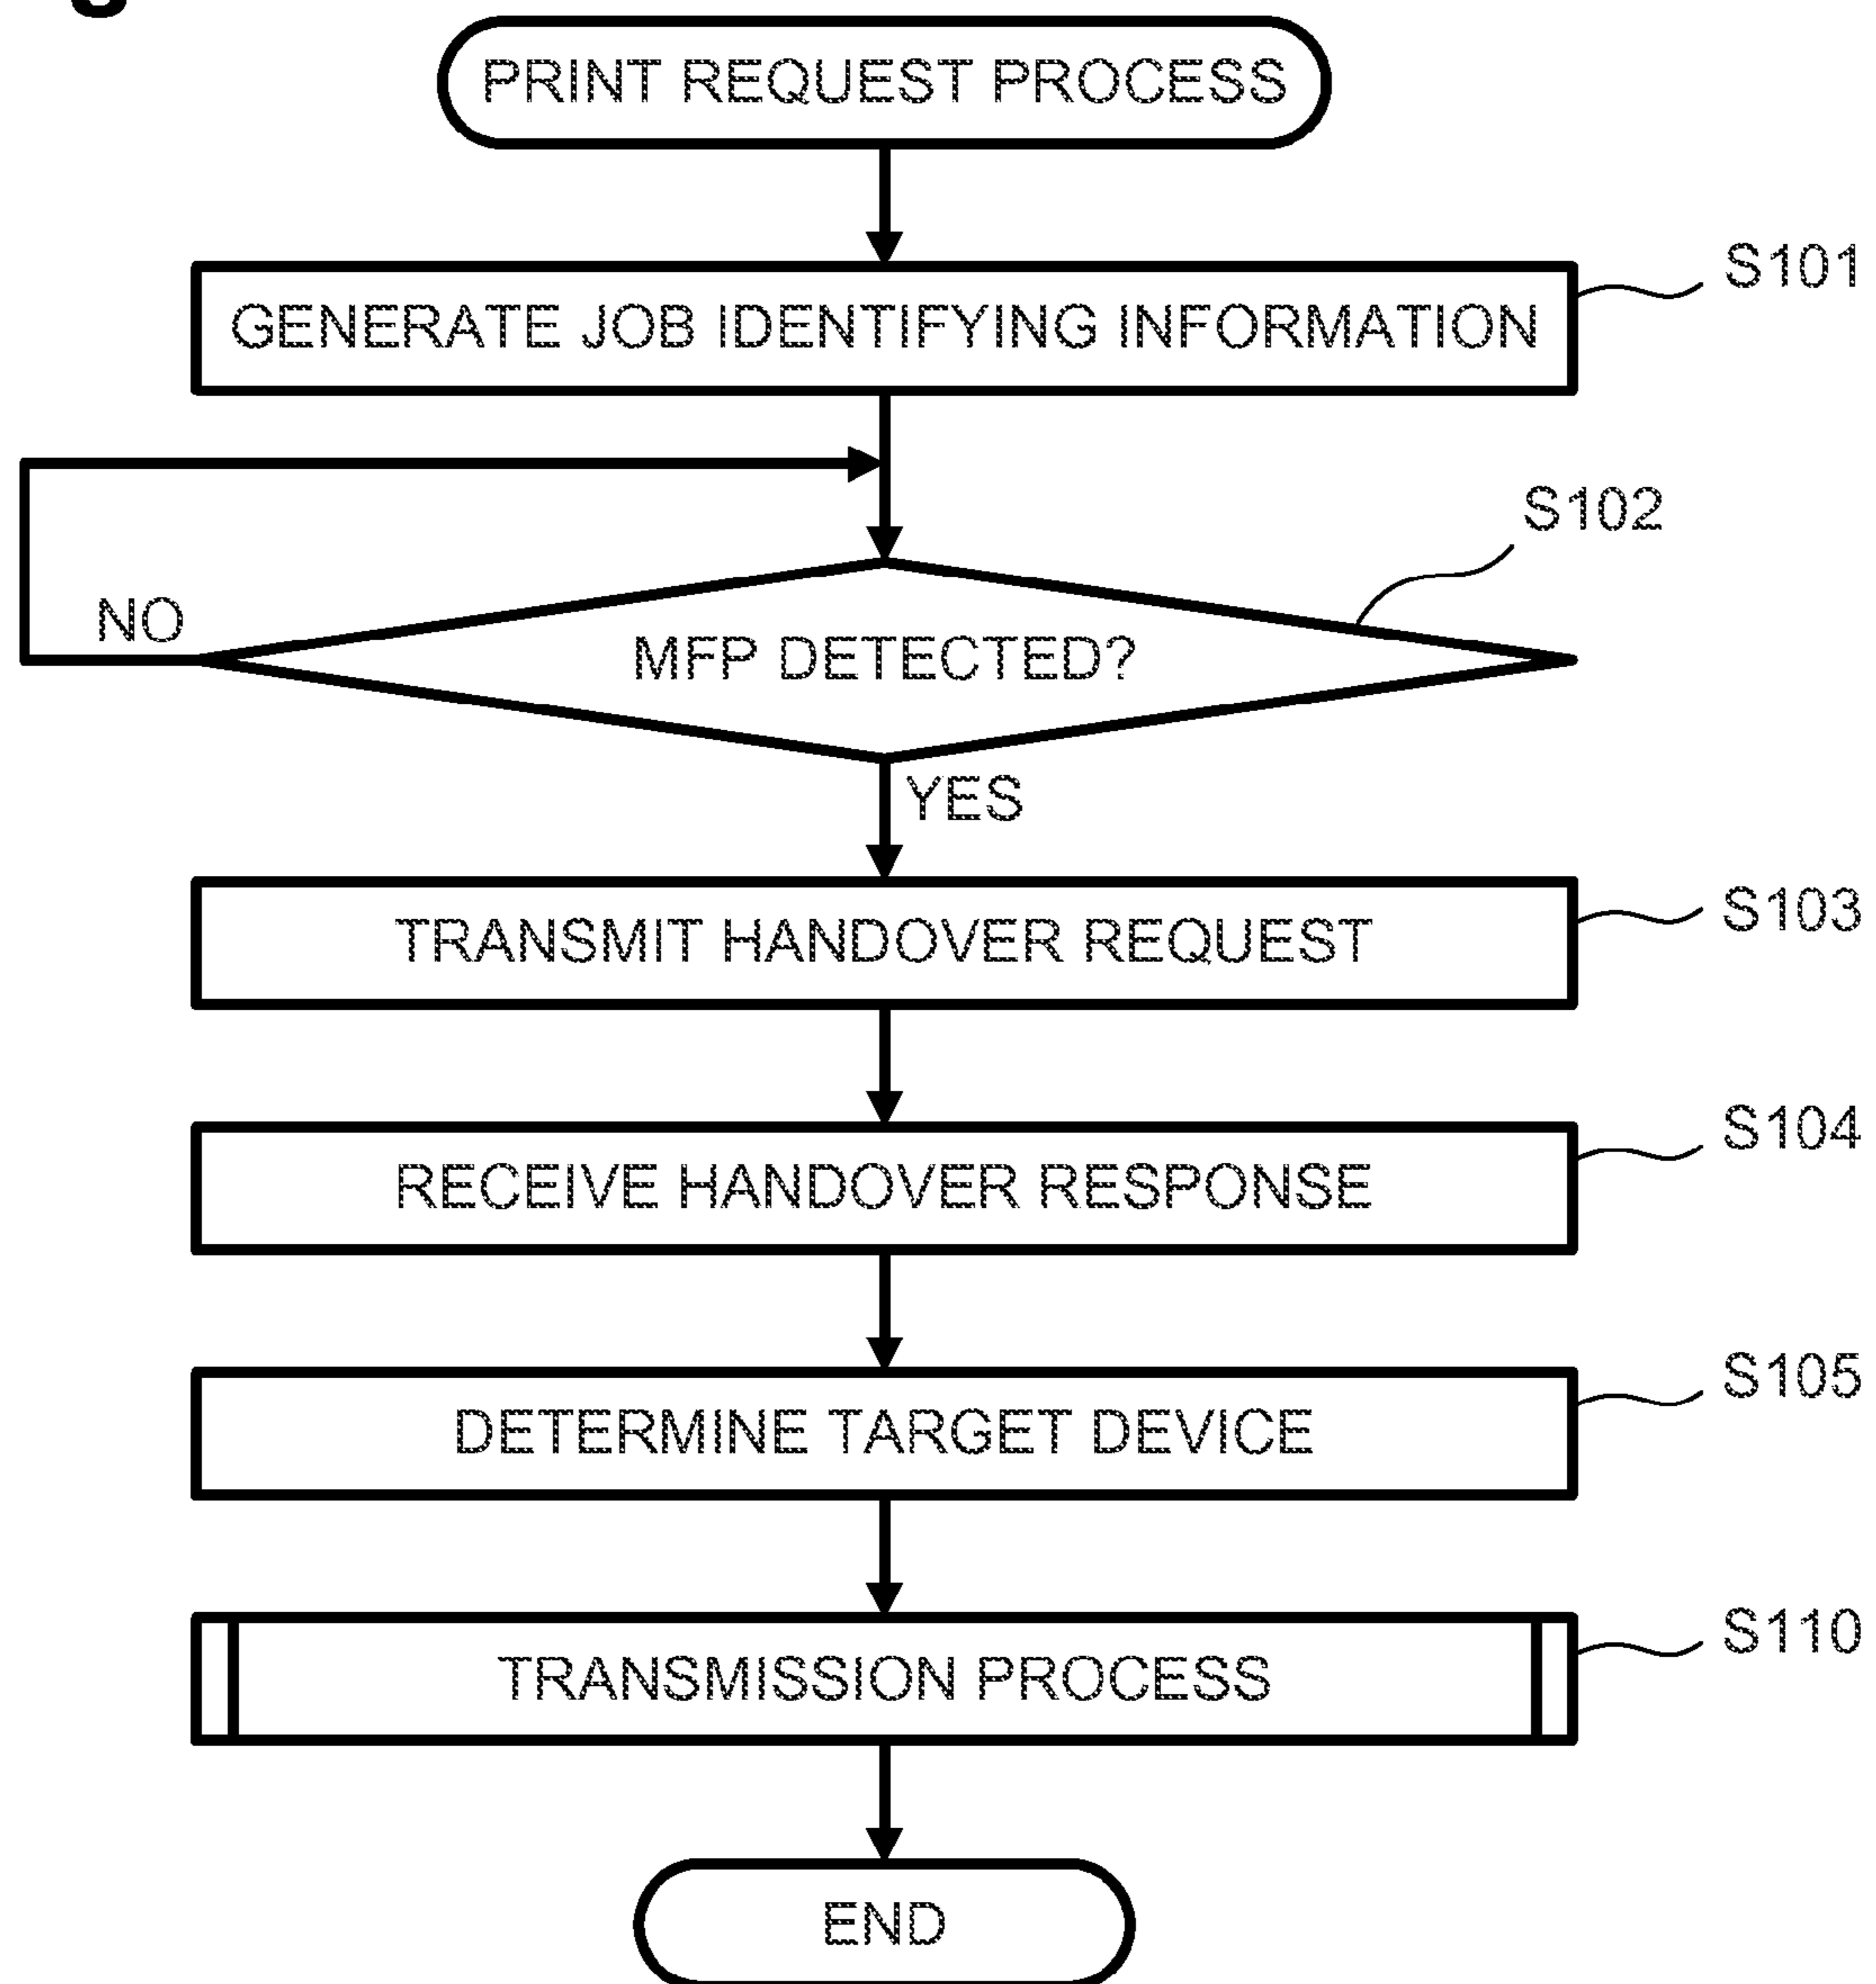 PRINT REQUEST PROCESS
S101
GENERATE JOB IDENTIFYING INFORMATION
S102
NO
MFP DETECTED?
YES
S103
TRANSMIT HANDOVER REQUEST
S104
RECEIVE HANDOVER RESPONSE
S105
DETERMINE TARGET DEVICE
S110
TRANSMISSION PROCESS
END